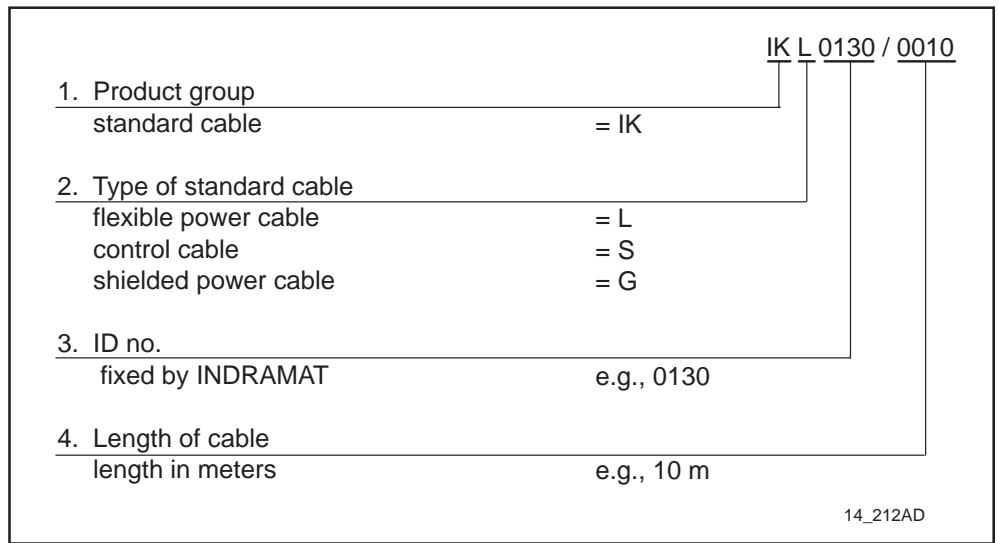 IK L 0130 / 0010
1. Product group
standard cable = IK
2. Type of standard cable
flexible power cable = L
control cable = S
shielded power cable = G
3. ID no.
fixed by INDRAMAT e.g., 0130
4. Length of cable
length in meters e.g., 10 m
14_212AD